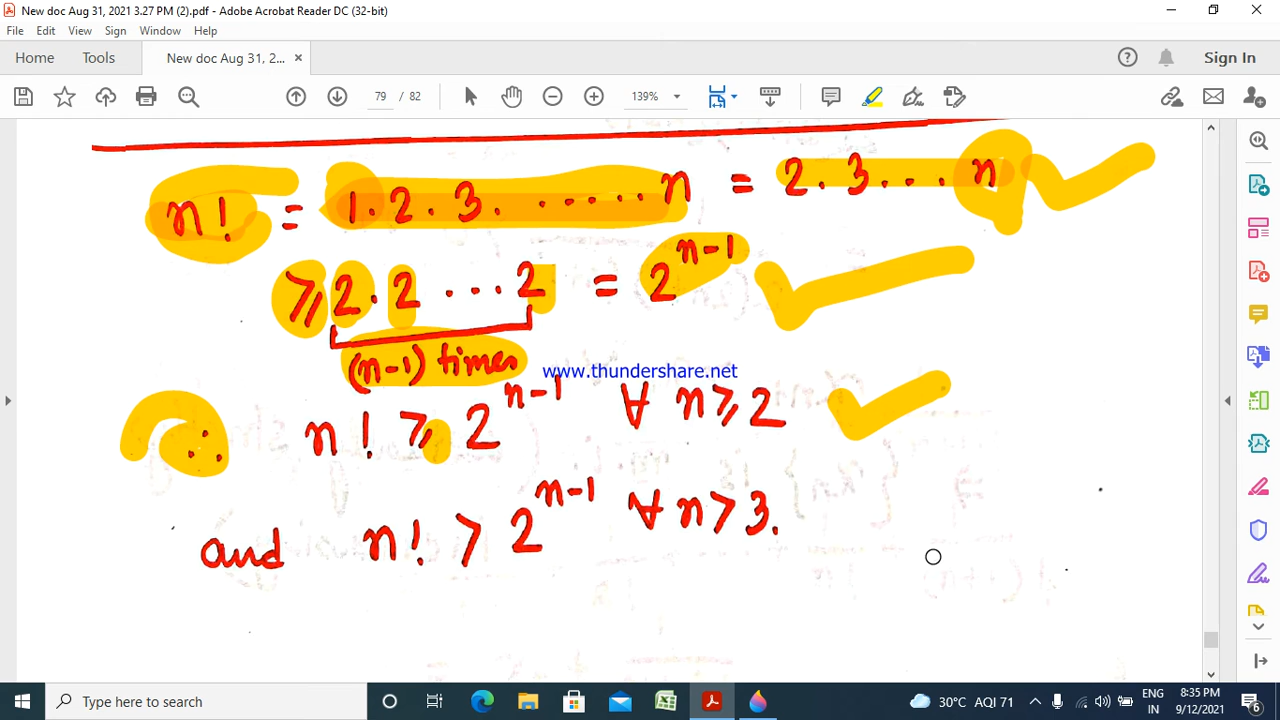 New doc Aug 31, 2021 3.27 PM (2).pdf - Adobe Acrobat Reader DC (32-bit)
File Edit View Sign Window Help
Home Tools New doc Aug 31, 2... × Sign In
79 / 82 139%
n! = 1.2.3. ...... n = 2.3... n
≥ 2.2 ... 2 = 2^{n-1}
(n-1) times
www.thundershare.net
∴ n! ≥ 2^{n-1} ∀ n≥2
and n! > 2^{n-1} ∀ n>3.
Type here to search 30°C AQI 71 ENG IN 8:35 PM 9/12/2021 6